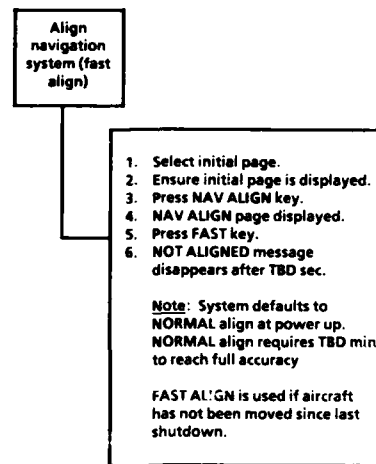 Align
navigation
system (fast
align)
1. Select initial page.
2. Ensure initial page is displayed.
3. Press NAV ALIGN key.
4. NAV ALIGN page displayed.
5. Press FAST key.
6. NOT ALIGNED message
disappears after TBD sec.
Note: System defaults to
NORMAL align at power up.
NORMAL align requires TBD min
to reach full accuracy
FAST ALIGN is used if aircraft
has not been moved since last
shutdown.